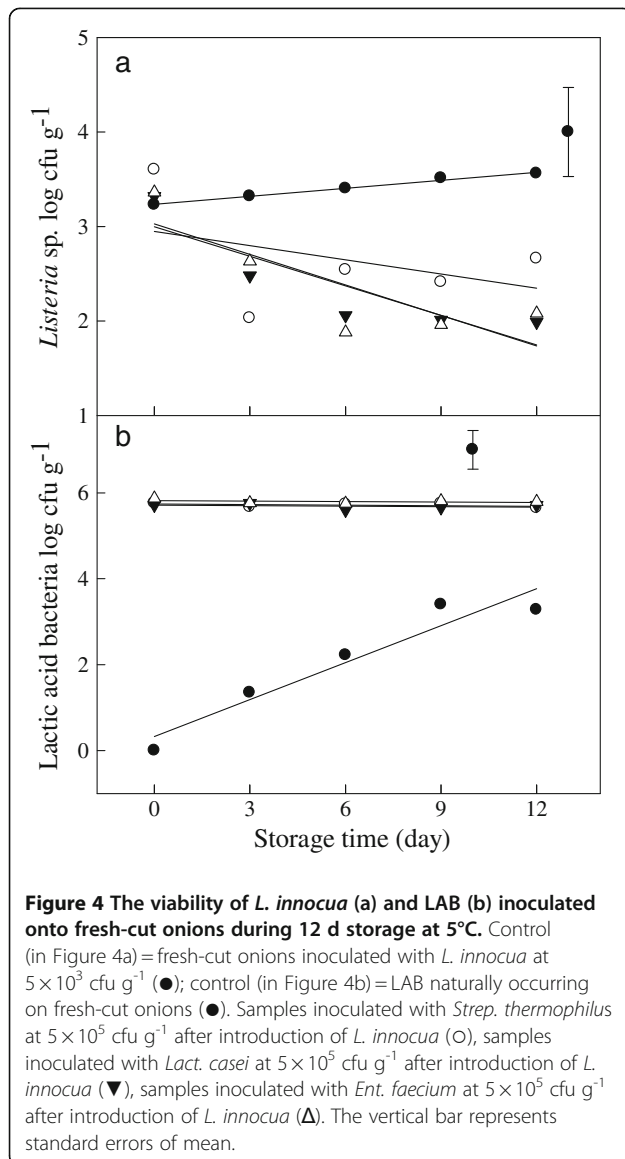 5
a
4
3
2
1
Listeria sp. log cfu g-1
b
6
4
2
0
Lactic acid bacteria log cfu g-1
0 3 6 9 12
Storage time (day)
Figure 4 The viability of L. innocua (a) and LAB (b) inoculated
onto fresh-cut onions during 12 d storage at 5°C. Control
(in Figure 4a) = fresh-cut onions inoculated with L. innocua at
5 × 10³ cfu g⁻¹ (●); control (in Figure 4b) = LAB naturally occurring
on fresh-cut onions (●). Samples inoculated with Strep. thermophilus
at 5 × 10⁵ cfu g⁻¹ after introduction of L. innocua (○), samples
inoculated with Lact. casei at 5 × 10⁵ cfu g⁻¹ after introduction of L.
innocua (▼), samples inoculated with Ent. faecium at 5 × 10⁵ cfu g⁻¹
after introduction of L. innocua (Δ). The vertical bar represents
standard errors of mean.